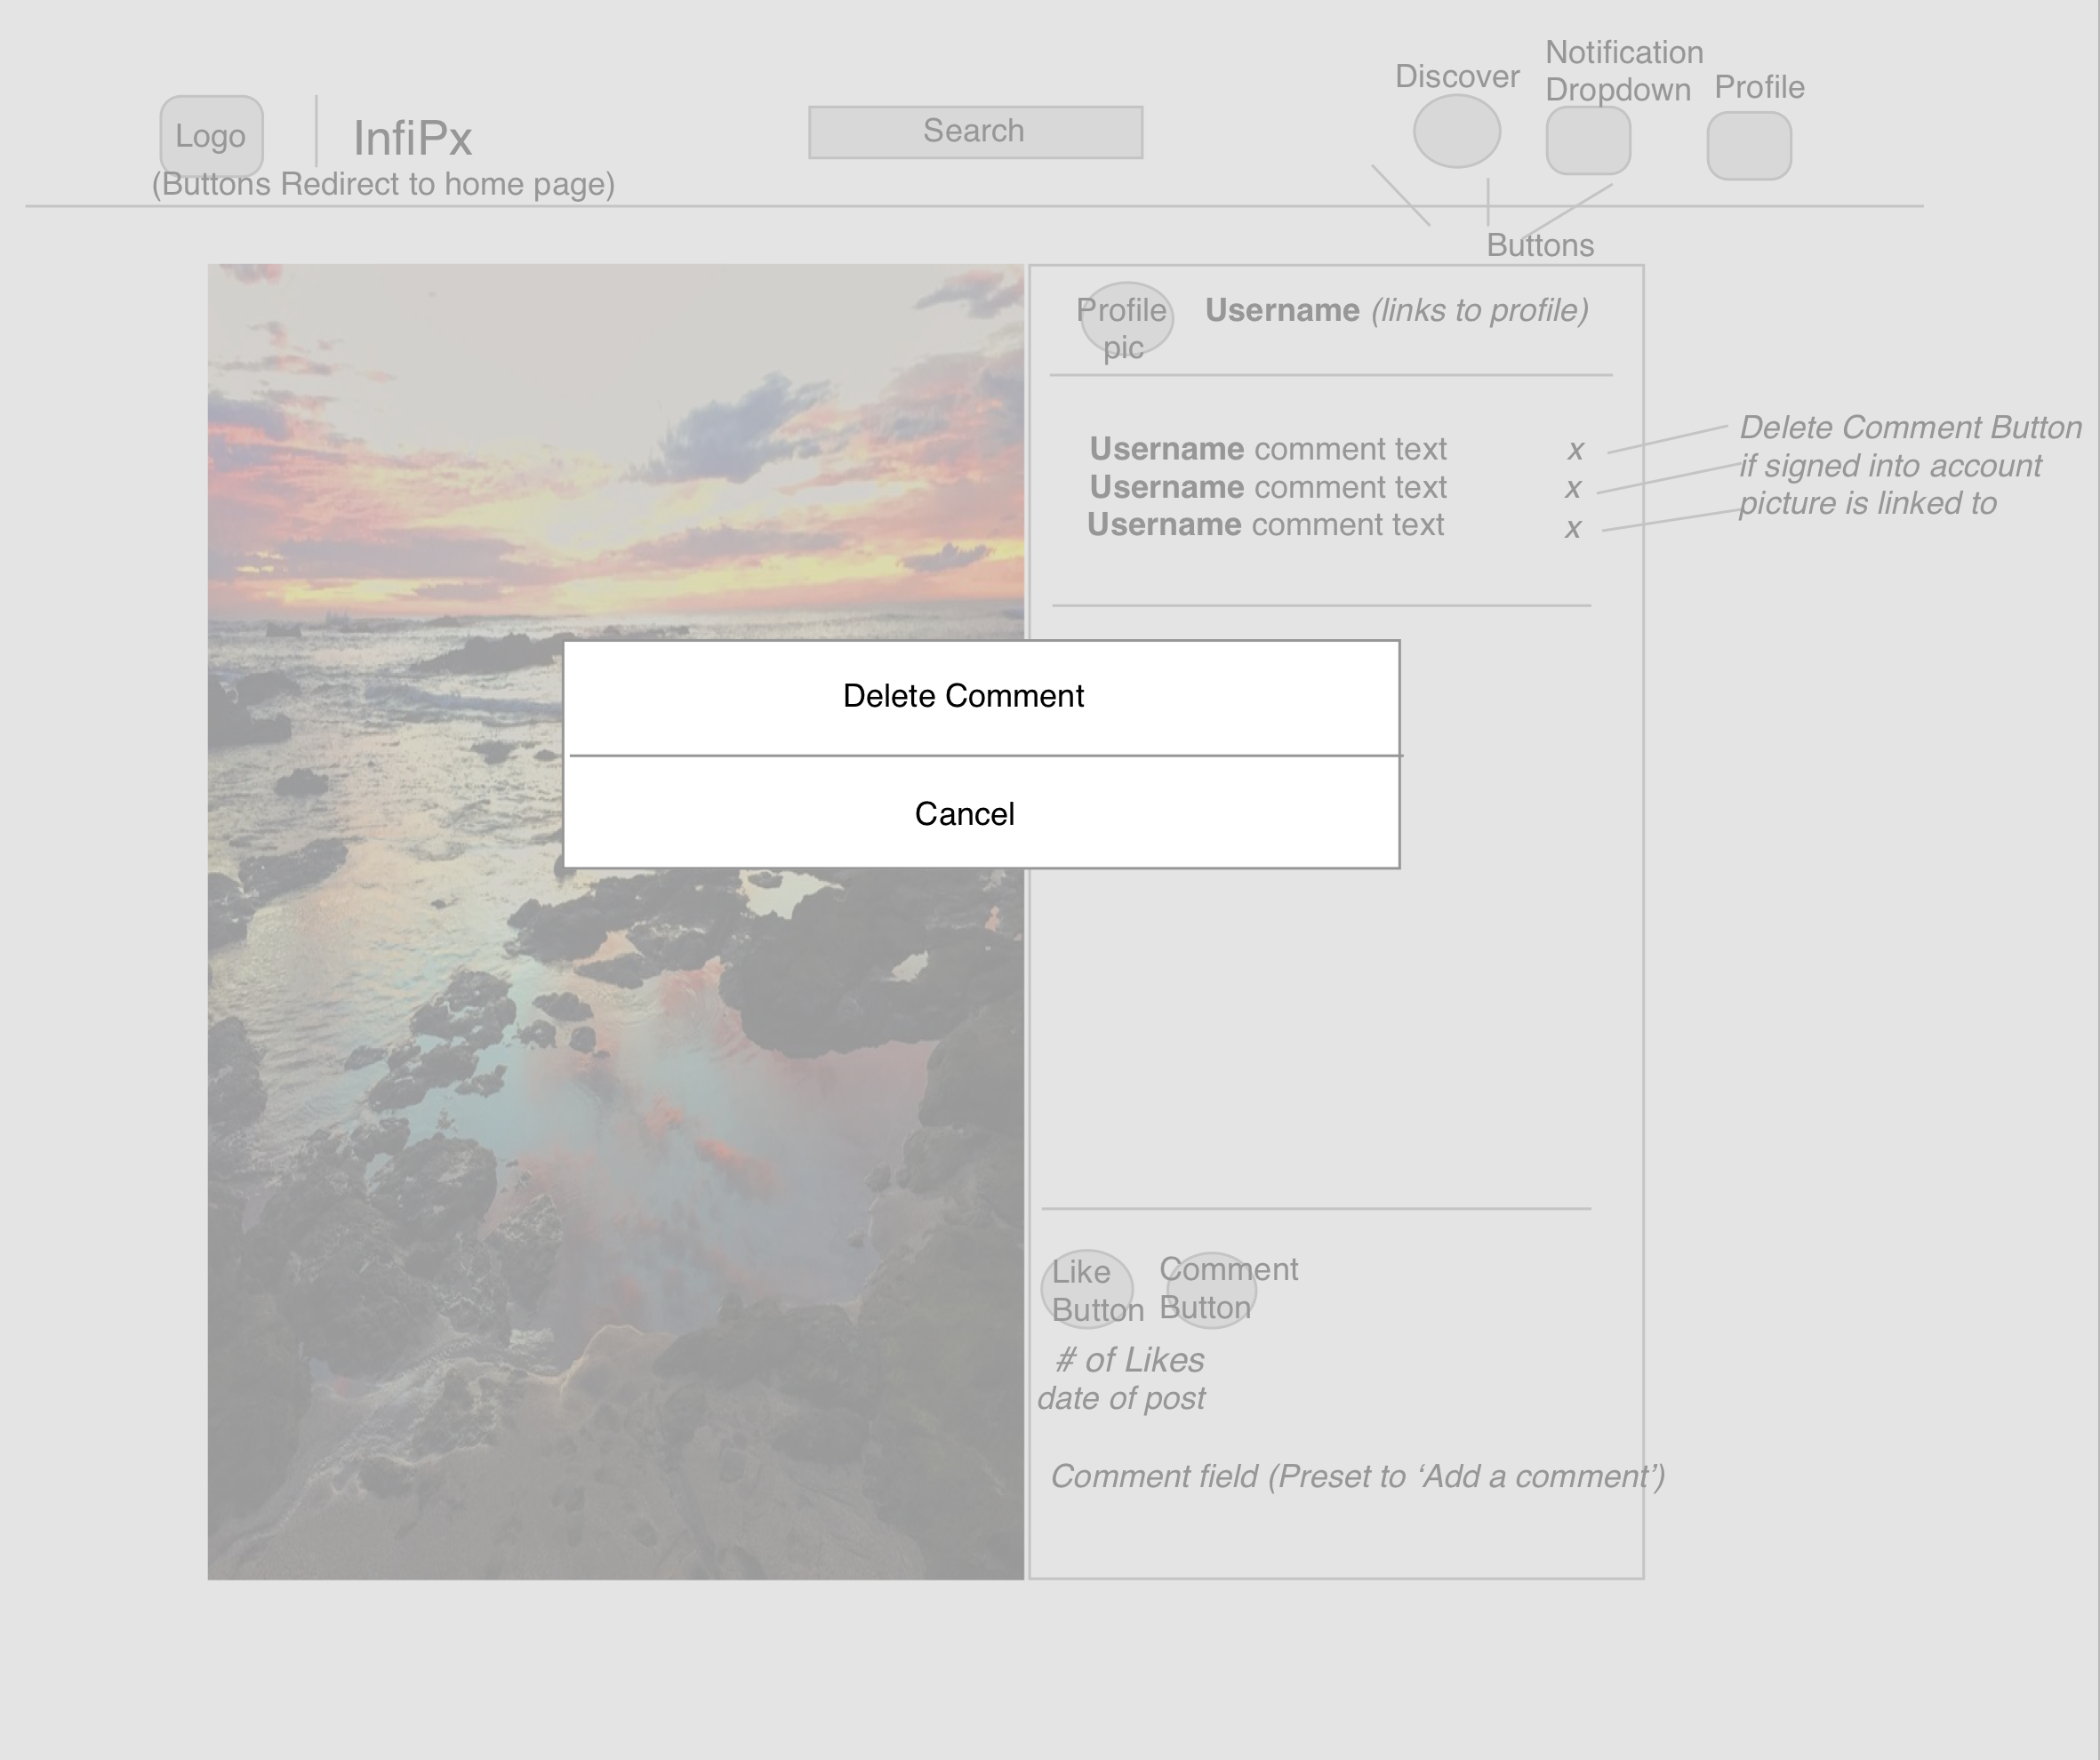 Discover
Notification
Dropdown
Profile
Logo
InfiPx
Search
(Buttons Redirect to home page)
Buttons
Profile
pic
Username (links to profile)
Username comment text x
Username comment text x
Username comment text x
Delete Comment Button
if signed into account
picture is linked to
Delete Comment
Cancel
Like
Button
Comment
Button
# of Likes
date of post
Comment field (Preset to ‘Add a comment’)